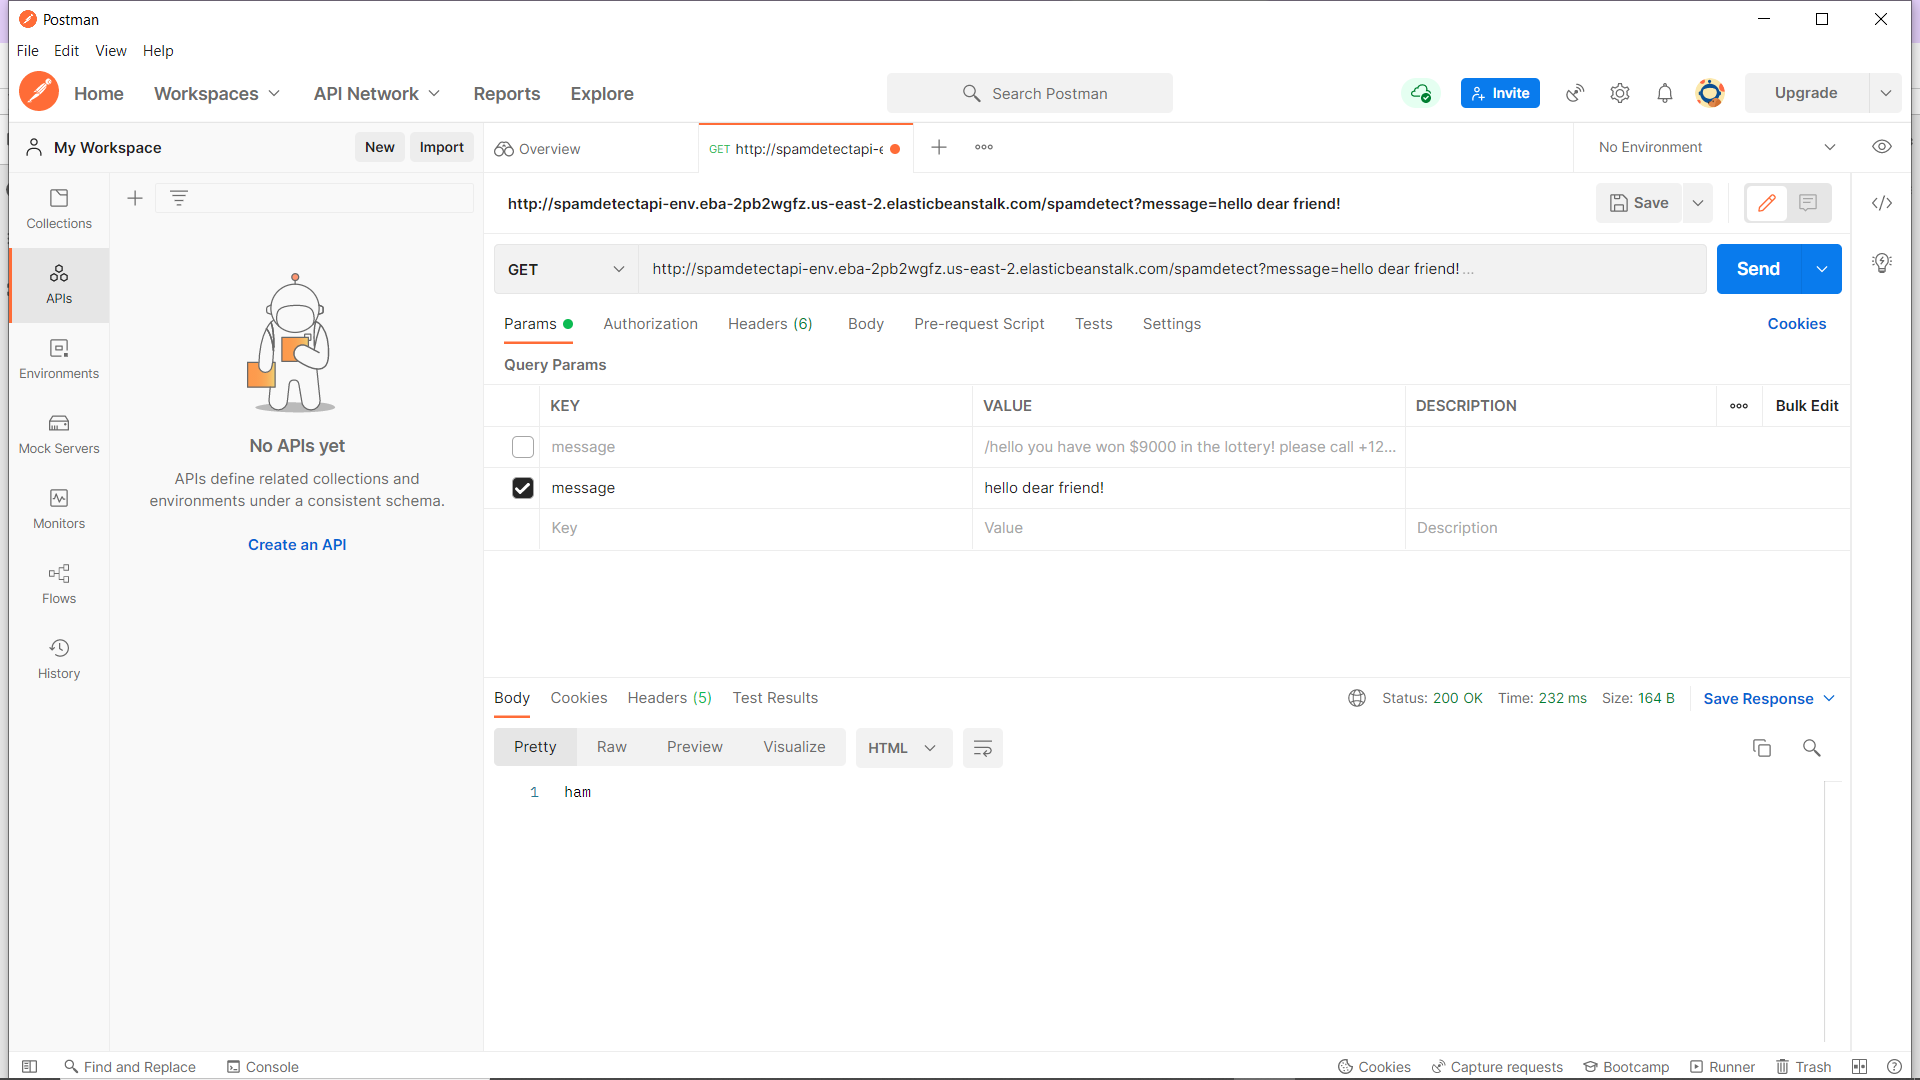 Postman
File Edit View Help
Home Workspaces API Network Reports Explore Search Postman Invite Upgrade
My Workspace New Import Overview GET http://spamdetectapi-e No Environment
http://spamdetectapi-env.eba-2pb2wgfz.us-east-2.elasticbeanstalk.com/spamdetect?message=hello dear friend! Save
Collections
GET http://spamdetectapi-env.eba-2pb2wgfz.us-east-2.elasticbeanstalk.com/spamdetect?message=hello dear friend! ... Send
APIs
Params Authorization Headers (6) Body Pre-request Script Tests Settings Cookies
Environments
Query Params
KEY VALUE DESCRIPTION Bulk Edit
Mock Servers
No APIs yet
message /hello you have won $9000 in the lottery! please call +12...
APIs define related collections and
environments under a consistent schema.
message hello dear friend!
Monitors
Key Value Description
Create an API
Flows
History
Body Cookies Headers (5) Test Results Status: 200 OK Time: 232 ms Size: 164 B Save Response
Pretty Raw Preview Visualize HTML
1 ham
Find and Replace Console Cookies Capture requests Bootcamp Runner Trash